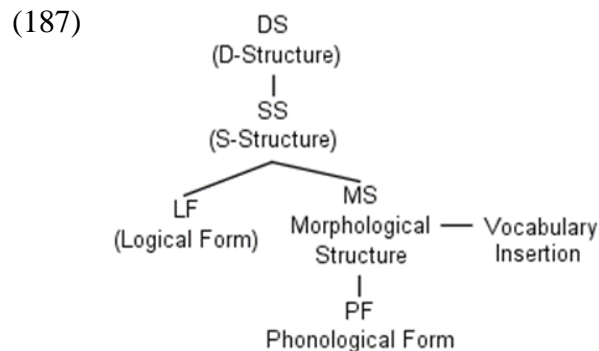 (187)
DS
(D-Structure)
SS
(S-Structure)
LF
(Logical Form)
MS
Morphological
Structure
Vocabulary
Insertion
PF
Phonological Form